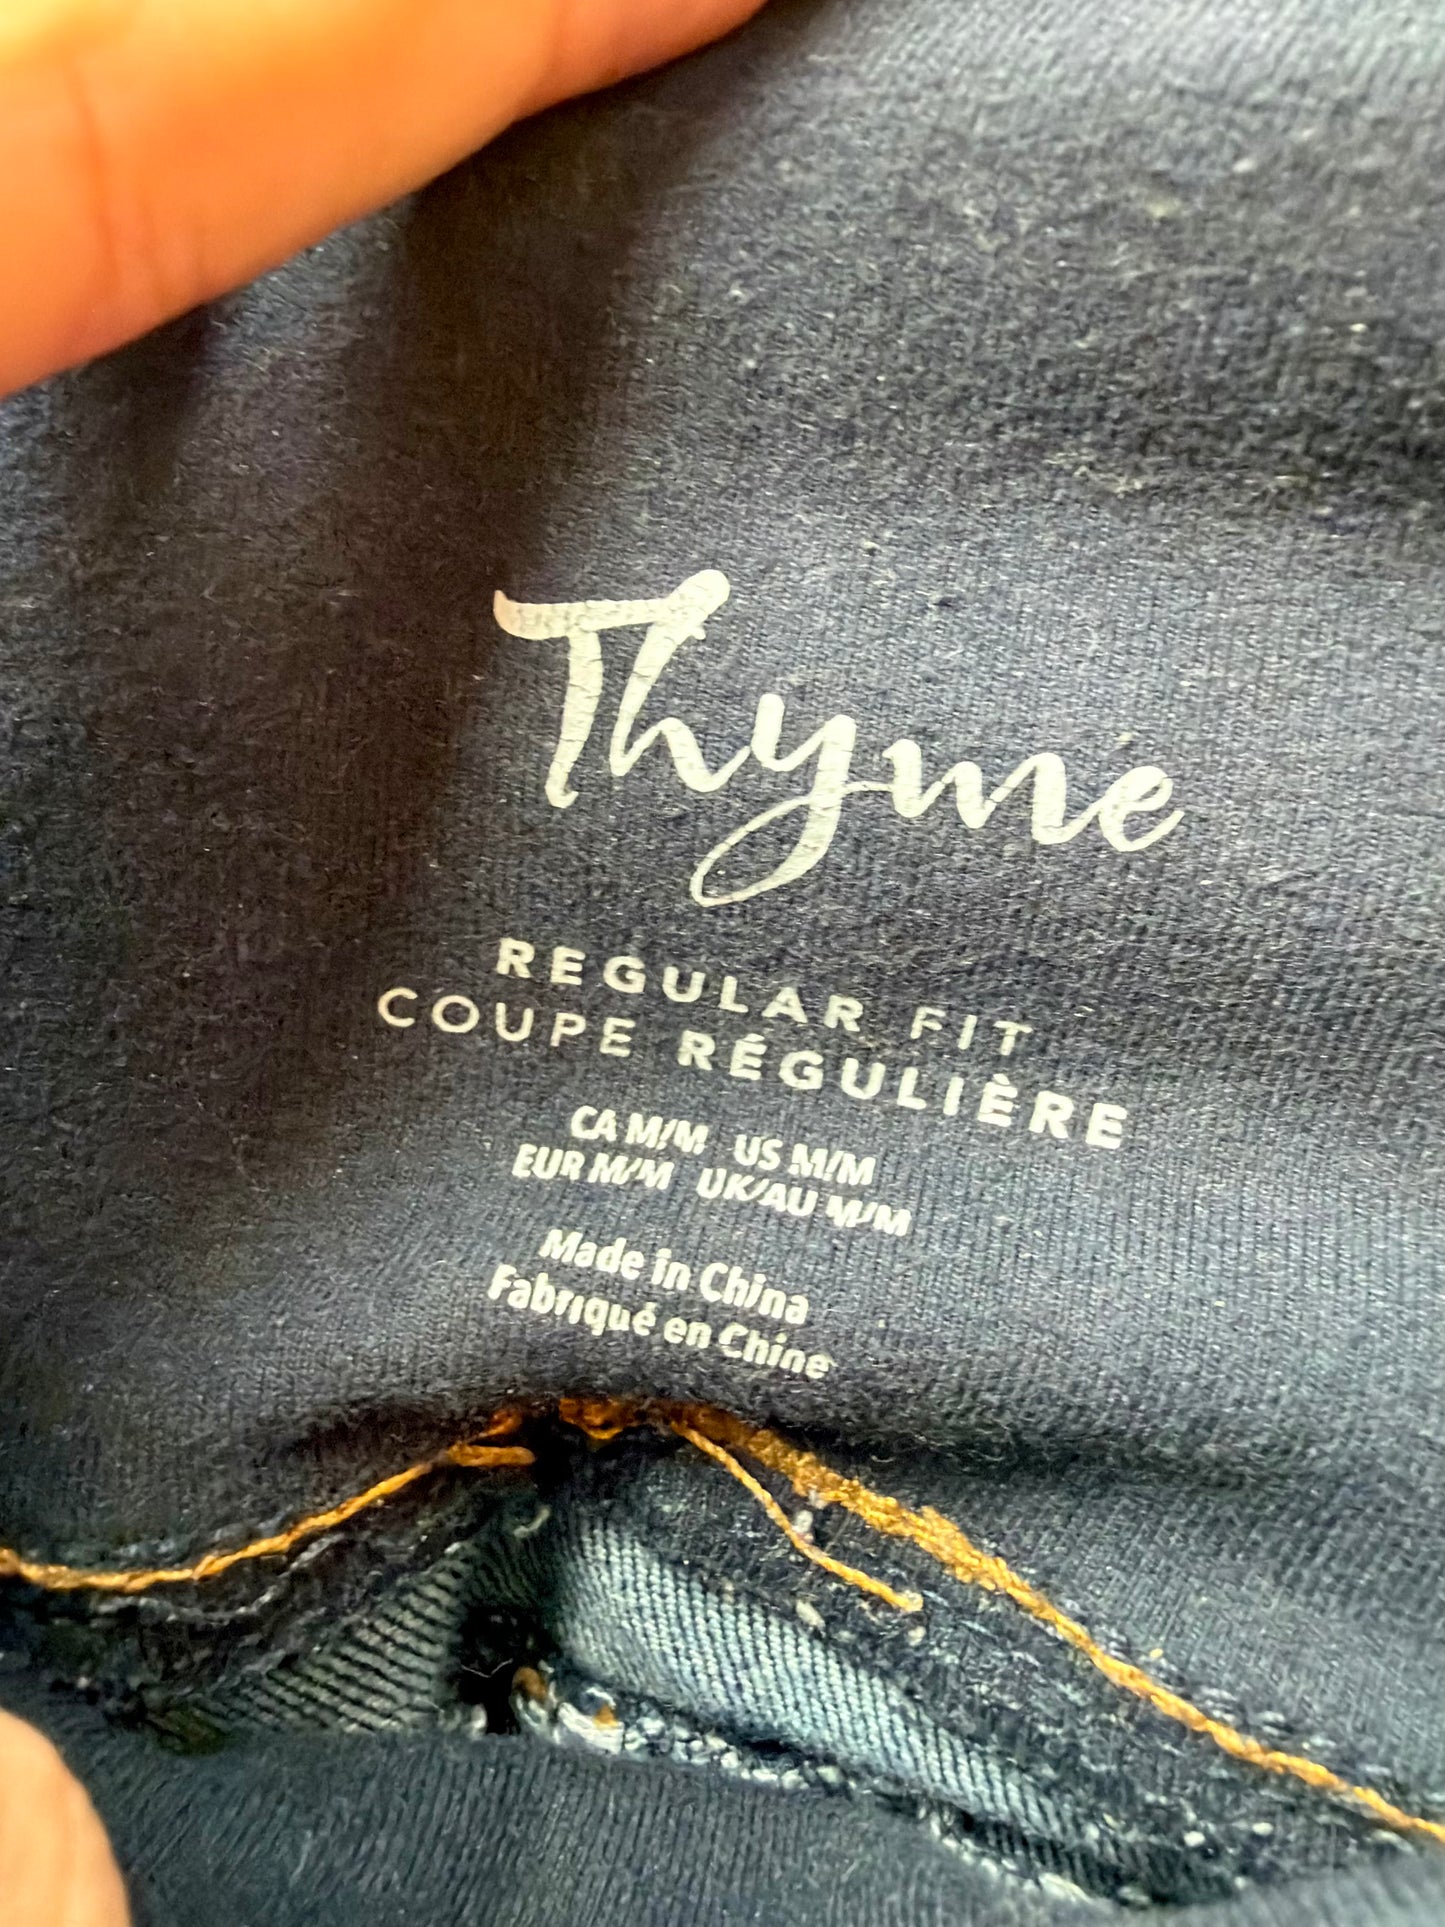 Thyme
REGULAR FIT
COUPE RÉGULIÈRE
CA M/M US M/M
EUR M/M UK/AU M/M
Made in China
Fabriqué en Chine